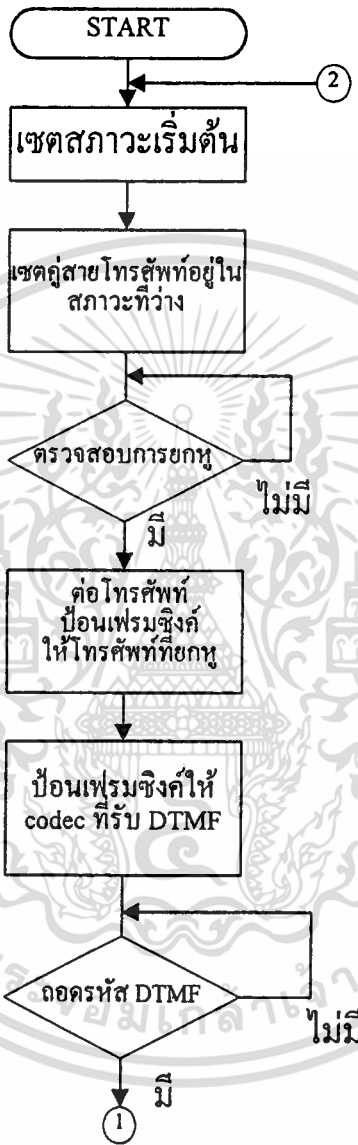 START
2
เซตสภาวะเริ่มต้น
เซตคู่สายโทรศัพท์อยู่ใน
สภาวะที่ว่าง
ตรวจสอบการยกหู
ไม่มี
มี
ต่อโทรศัพท์
ป้อนเฟรมซิงค์
ให้โทรศัพท์ที่ยกหู
ป้อนเฟรมซิงค์ให้
codec ที่รับ DTMF
ถอดรหัส DTMF
ไม่มี
มี
1